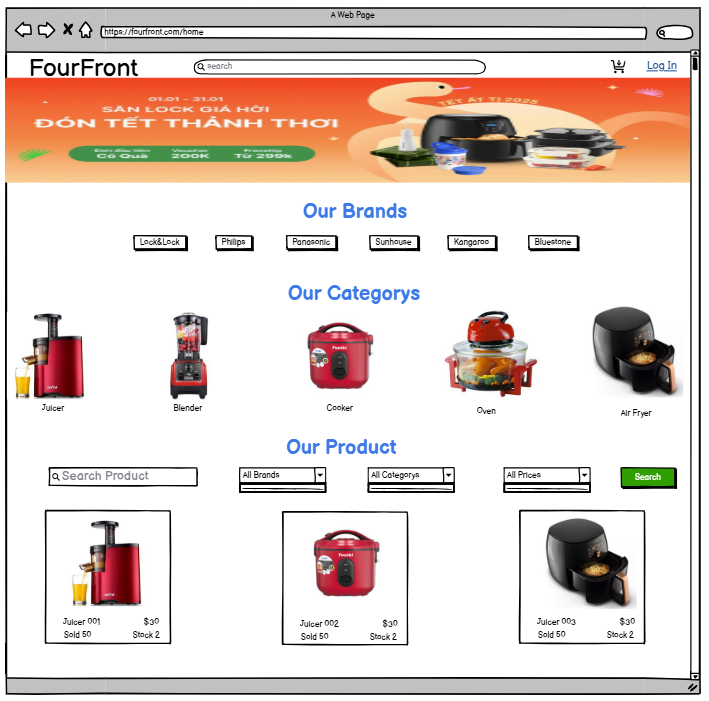 A Web Page
https://fourfront.com/home
FourFront
search
Log In
01.01 - 31.01
SĂN LOCK GIÁ HỜI
ĐÓN TẾT THẢNH THƠI
Đơn đầu tiên Voucher Freeship
Có Quà 200K Từ 299k
TẾT ẤT TỊ 2025
Our Brands
Lock&Lock Philips Panasonic Sunhouse Kangaroo Bluestone
Our Categorys
Juicer Blender Cooker Oven Air Fryer
Our Product
Search Product All Brands All Categorys All Prices Search
Juicer 001 $30
Sold 50 Stock 2
Juicer 002 $30
Sold 50 Stock 2
Juicer 003 $30
Sold 50 Stock 2